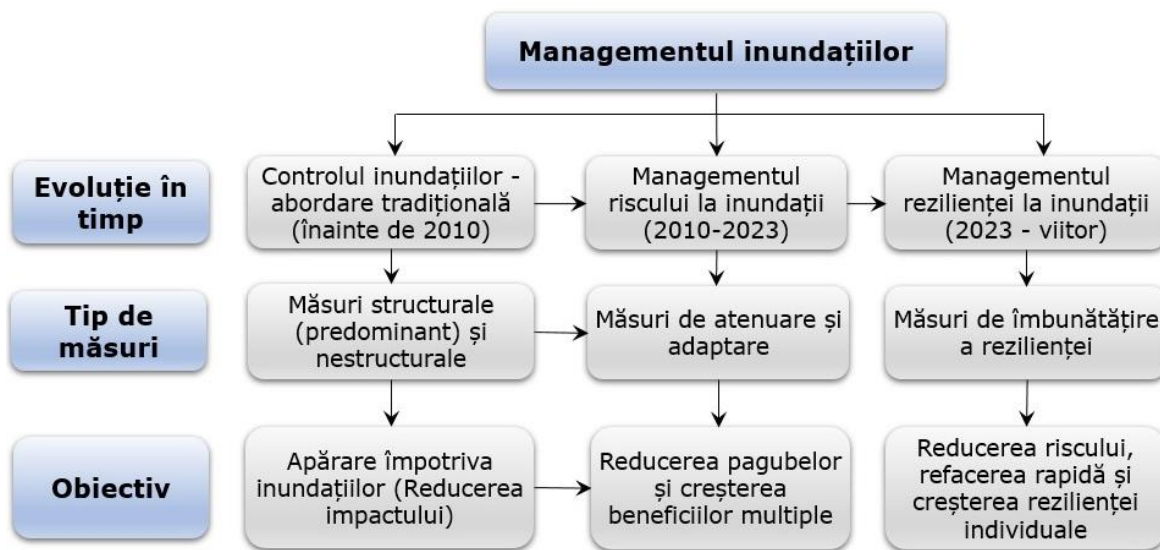 Managementul inundațiilor
Evoluție în
timp
Controlul inundațiilor -
abordare tradițională
(înainte de 2010)
Managementul
riscului la inundații
(2010-2023)
Managementul
rezilienței la inundații
(2023 - viitor)
Tip de
măsuri
Măsuri structurale
(predominant) și
nestructurale
Măsuri de atenuare și
adaptare
Măsuri de îmbunătățire
a rezilienței
Obiectiv
Apărare împotriva
inundațiilor (Reducerea
impactului)
Reducerea pagubelor
și creșterea
beneficiilor multiple
Reducerea riscului,
refacerea rapidă și
creșterea rezilienței
individuale